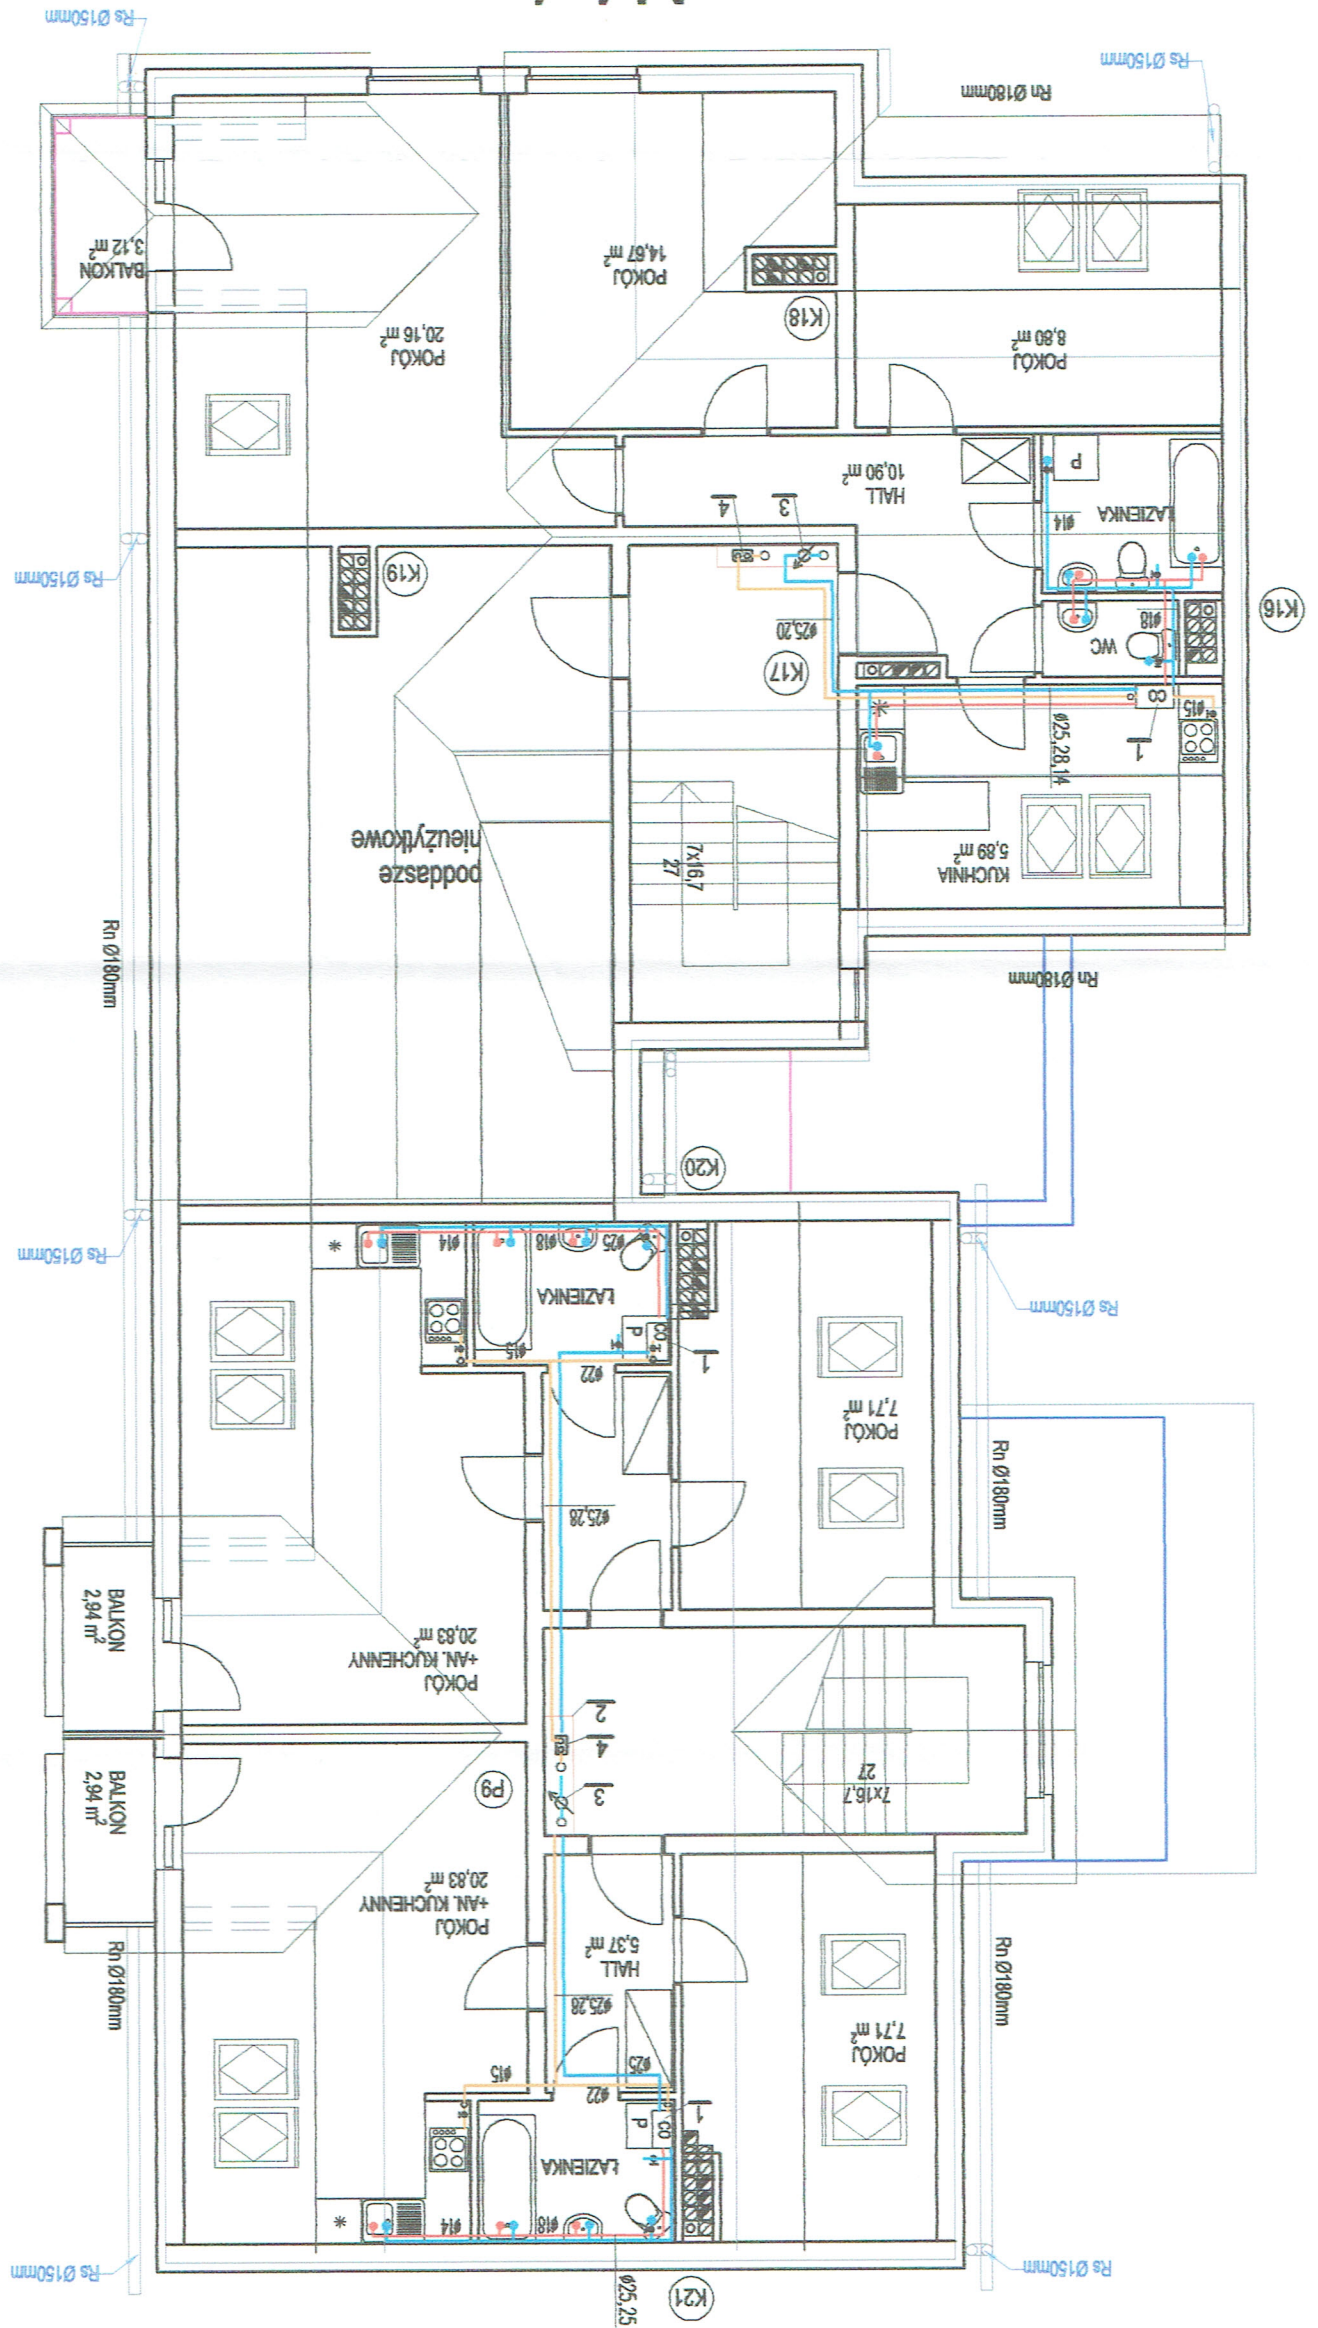 Rs Ø150mm
Rs Ø150mm
Rn Ø180mm
BALKON
3,12 m²
POKÓJ
14,67 m²
K18
POKÓJ
20,16 m²
POKÓJ
8,80 m²
HALL
10,90 m²
P
ŁAZIENKA
ø14
4
3
Rs Ø150mm
K19
K16
ø25,20
K17
WC
ø18
CO
ø15
1
ø25,28,14
KUCHNIA
5,89 m²
poddasze
nieużytkowe
7x16,7
27
Rn Ø180mm
Rn Ø180mm
K20
Rs Ø150mm
Rs Ø150mm
ø14
ø18
ø25
ŁAZIENKA
P
CO
ø15
ø22
1
POKÓJ
7,71 m²
Rn Ø180mm
ø25,28
BALKON
2,94 m²
POKÓJ
+AN. KUCHENNY
20,83 m²
2
4
3
P9
7x16,7
27
BALKON
2,94 m²
POKÓJ
+AN. KUCHENNY
20,83 m²
HALL
5,37 m²
Rn Ø180mm
Rn Ø180mm
ø25,28
POKÓJ
7,71 m²
ø15
ø25
ø22
P
CO
1
ŁAZIENKA
ø14
ø18
Rs Ø150mm
Rs Ø150mm
ø25,25
K21